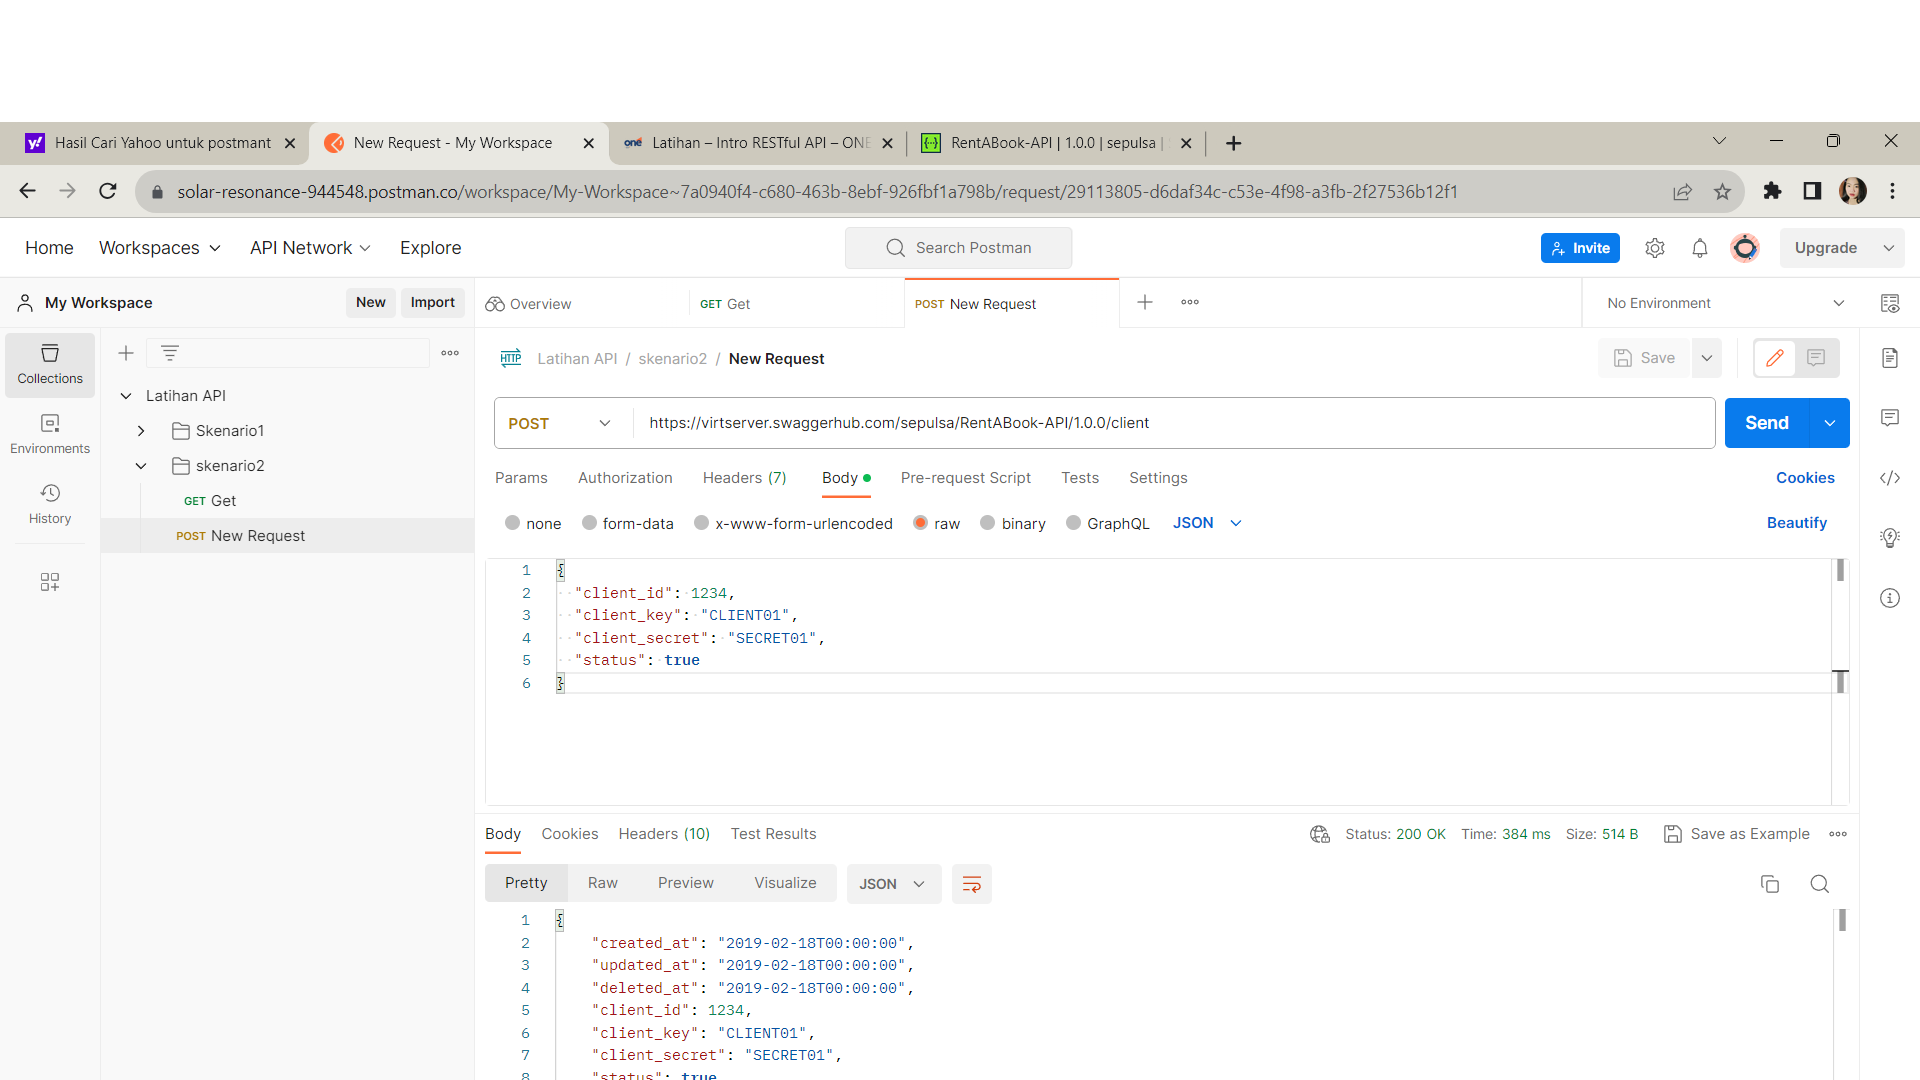 Hasil Cari Yahoo untuk postmant
New Request - My Workspace
one Latihan – Intro RESTful API – ONE
RentABook-API | 1.0.0 | sepulsa |
solar-resonance-944548.postman.co/workspace/My-Workspace~7a0940f4-c680-463b-8ebf-926fbf1a798b/request/29113805-d6daf34c-c53e-4f98-a3fb-2f27536b12f1
Home Workspaces API Network Explore Search Postman Invite Upgrade
My Workspace New Import
Overview GET Get POST New Request No Environment
Collections
Environments
History
Latihan API
Skenario1
skenario2
GET Get
POST New Request
HTTP Latihan API / skenario2 / New Request Save
POST https://virtserver.swaggerhub.com/sepulsa/RentABook-API/1.0.0/client Send
Params Authorization Headers (7) Body Pre-request Script Tests Settings Cookies
none form-data x-www-form-urlencoded raw binary GraphQL JSON Beautify
1 {
2 "client_id": 1234,
3 "client_key": "CLIENT01",
4 "client_secret": "SECRET01",
5 "status": true
6 }
Body Cookies Headers (10) Test Results Status: 200 OK Time: 384 ms Size: 514 B Save as Example
Pretty Raw Preview Visualize JSON
1 {
2 "created_at": "2019-02-18T00:00:00",
3 "updated_at": "2019-02-18T00:00:00",
4 "deleted_at": "2019-02-18T00:00:00",
5 "client_id": 1234,
6 "client_key": "CLIENT01",
7 "client_secret": "SECRET01",
8 "status": true